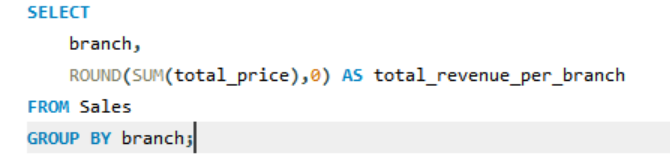 SELECT
branch,
ROUND(SUM(total_price),0) AS total_revenue_per_branch
FROM Sales
GROUP BY branch;